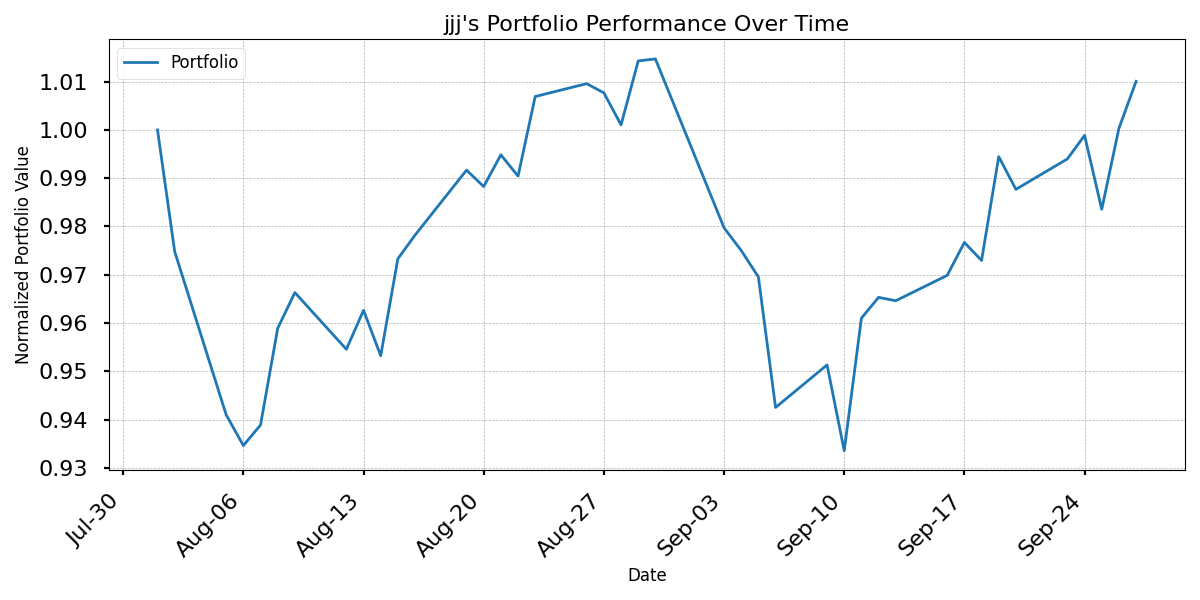 jjj's Portfolio Performance Over Time
Portfolio
Normalized Portfolio Value
1.01
1.00
0.99
0.98
0.97
0.96
0.95
0.94
0.93
Jul-30
Aug-06
Aug-13
Aug-20
Aug-27
Sep-03
Sep-10
Sep-17
Sep-24
Date